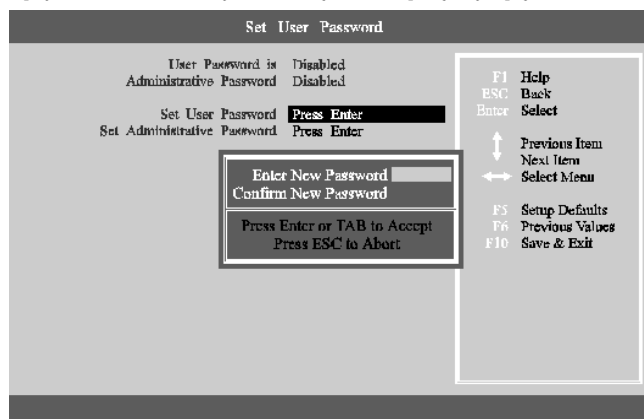 Set User Password
User Password is Disabled
Administrative Password Disabled
Set User Password Press Enter
Set Administrative Password Press Enter
Enter New Password
Confirm New Password
Press Enter or TAB to Accept
Press ESC to Abort
F1 Help
ESC Back
Enter Select
Previous Item
Next Item
Select Menu
F5 Setup Defaults
F6 Previous Values
F10 Save & Exit